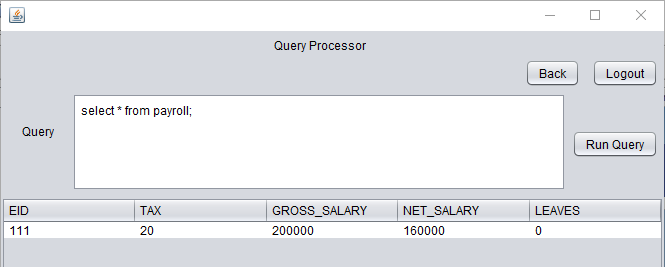 Query Processor
Back Logout
select * from payroll;
Query
Run Query
EID TAX GROSS_SALARY NET_SALARY LEAVES
111 20 200000 160000 0